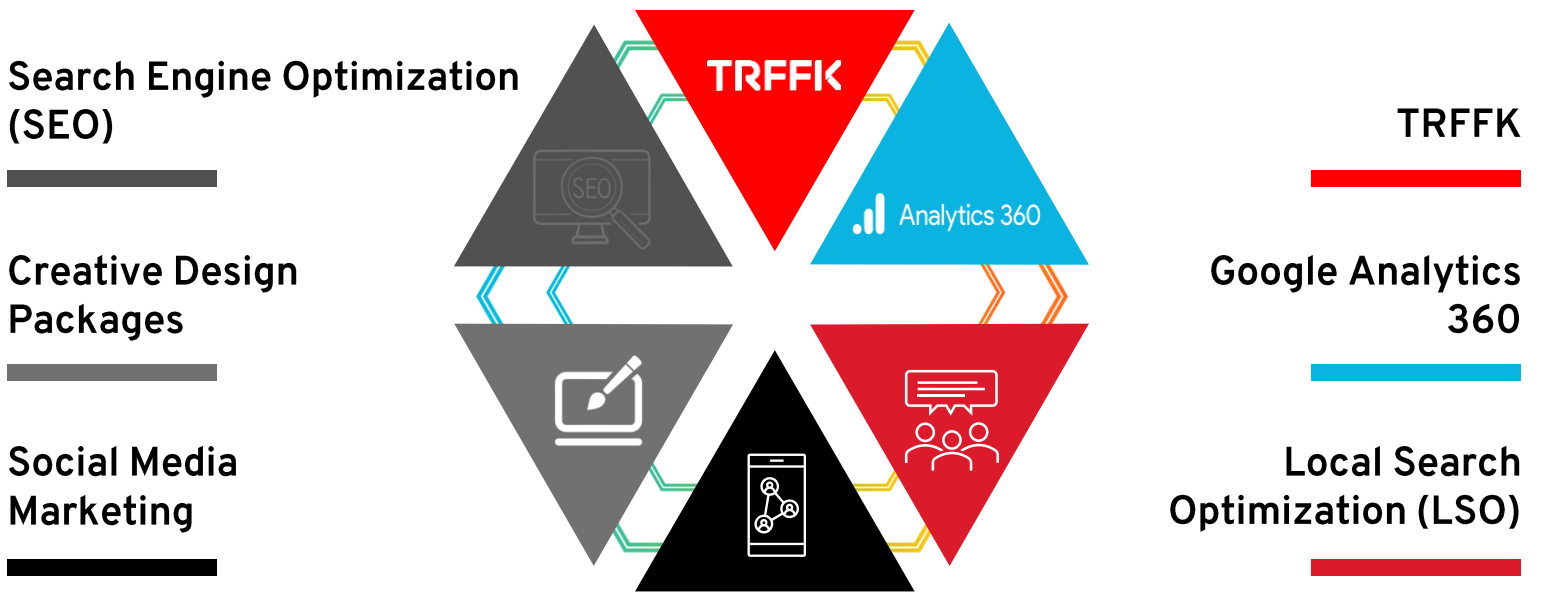 Search Engine Optimization
(SEO)
Creative Design
Packages
Social Media
Marketing
TRFFK
SEO
Analytics 360
TRFFK
Google Analytics
360
Local Search
Optimization (LSO)